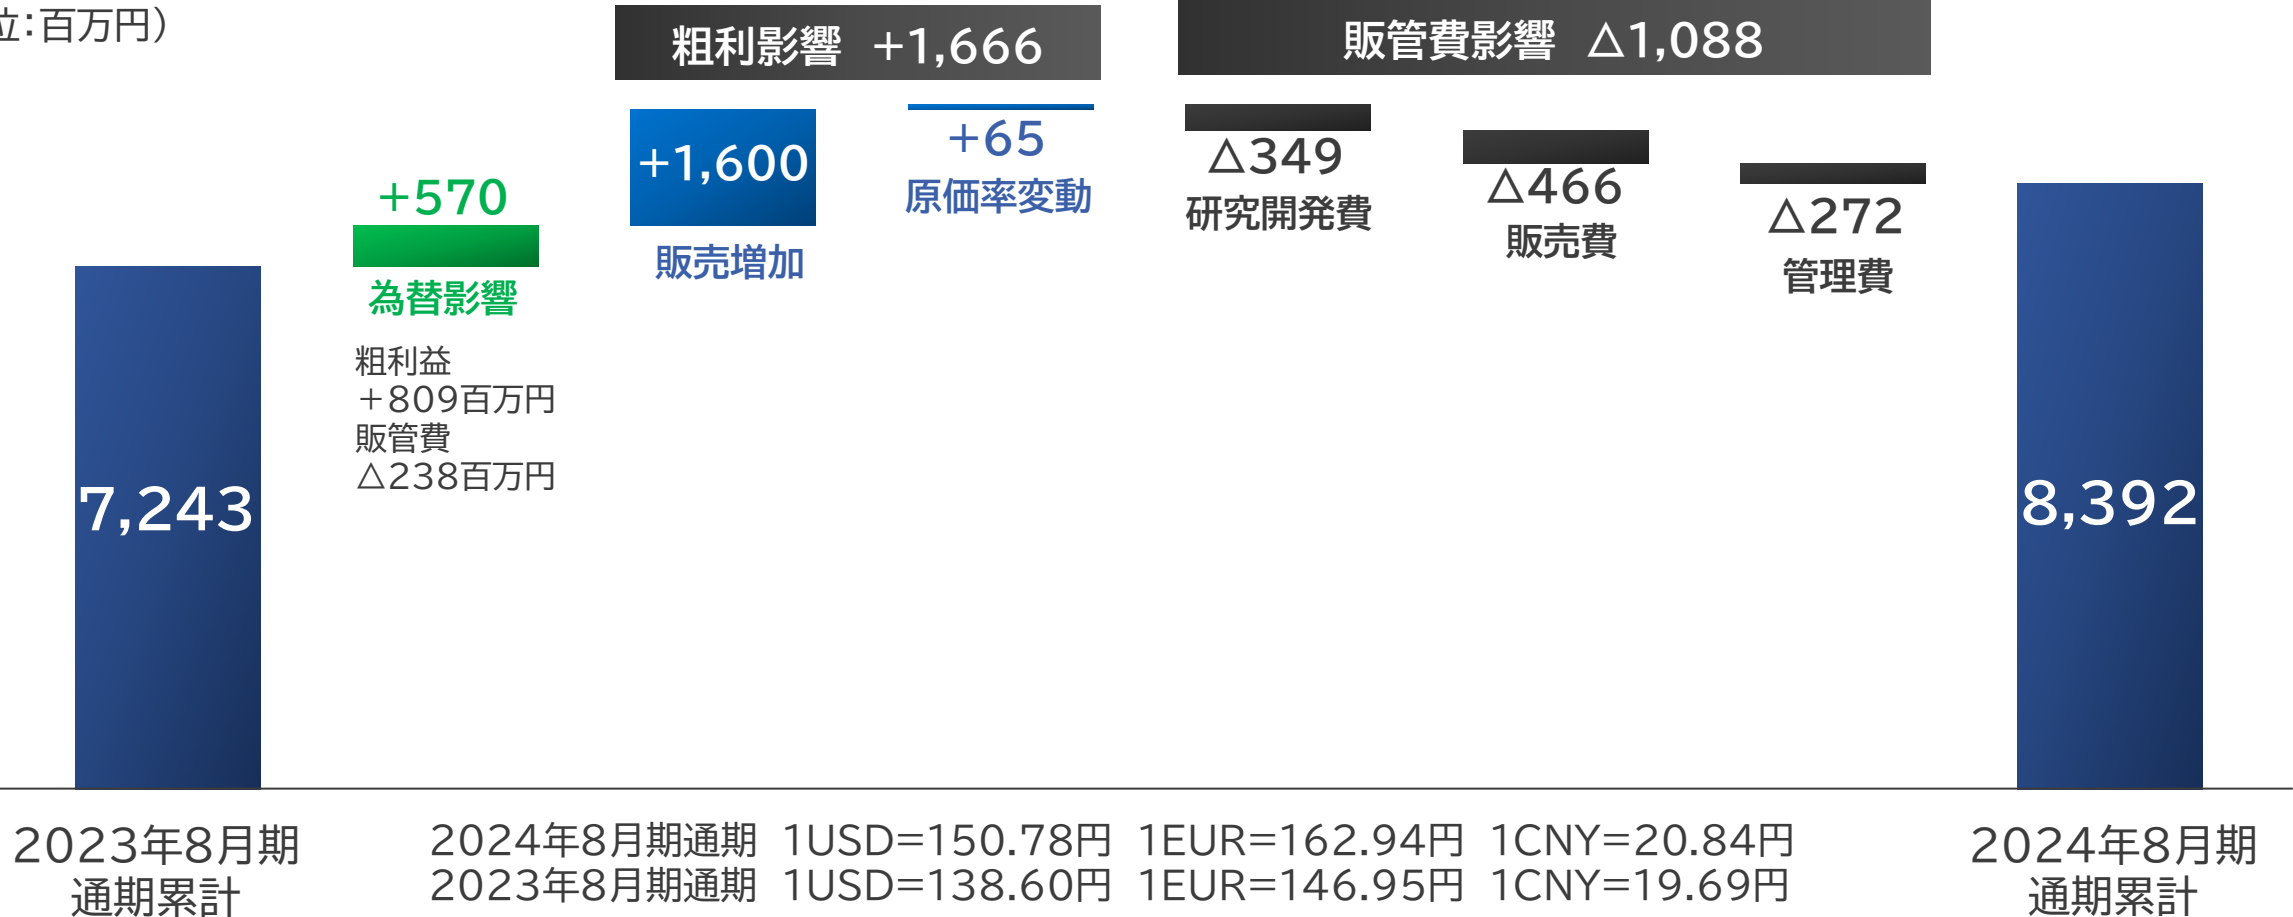 位：百万円）
粗利影響 +1,666
販管費影響 △1,088
7,243
+570
為替影響
粗利益
＋809百万円
販管費
△238百万円
+1,600
販売増加
+65
原価率変動
△349
研究開発費
△466
販売費
△272
管理費
8,392
2023年8月期
通期累計
2024年8月期通期 1USD=150.78円 1EUR=162.94円 1CNY=20.84円
2023年8月期通期 1USD=138.60円 1EUR=146.95円 1CNY=19.69円
2024年8月期
通期累計